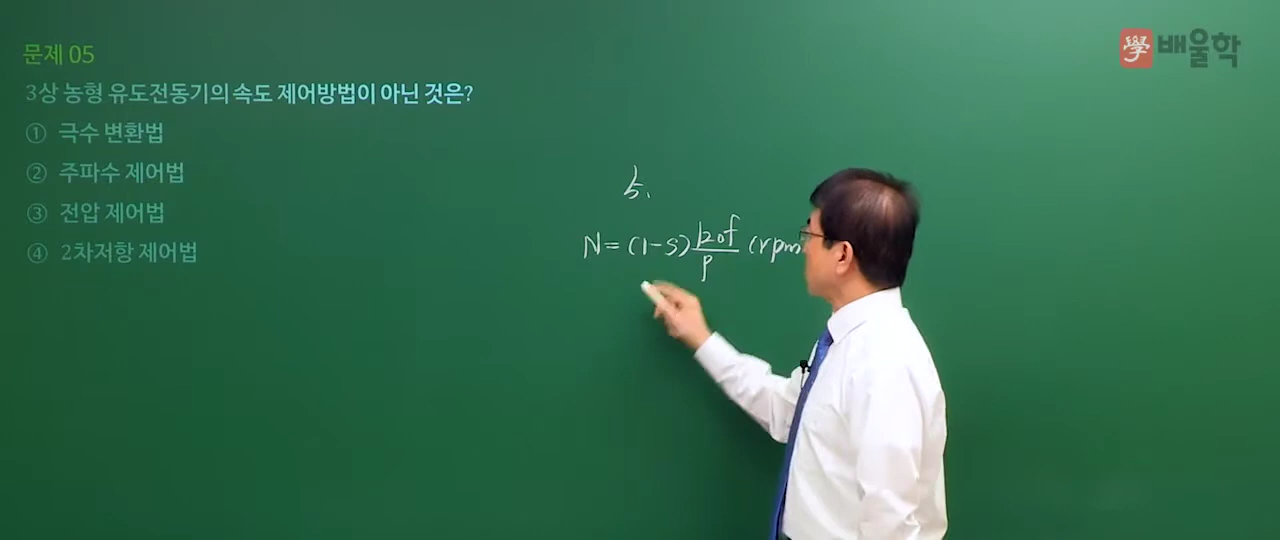 문제 05
3상 농형 유도전동기의 속도 제어방법이 아닌 것은?
① 극수 변환법
② 주파수 제어법
③ 전압 제어법
④ 2차저항 제어법
學 배울학
5.
N=(1-s) 120f/p (rpm